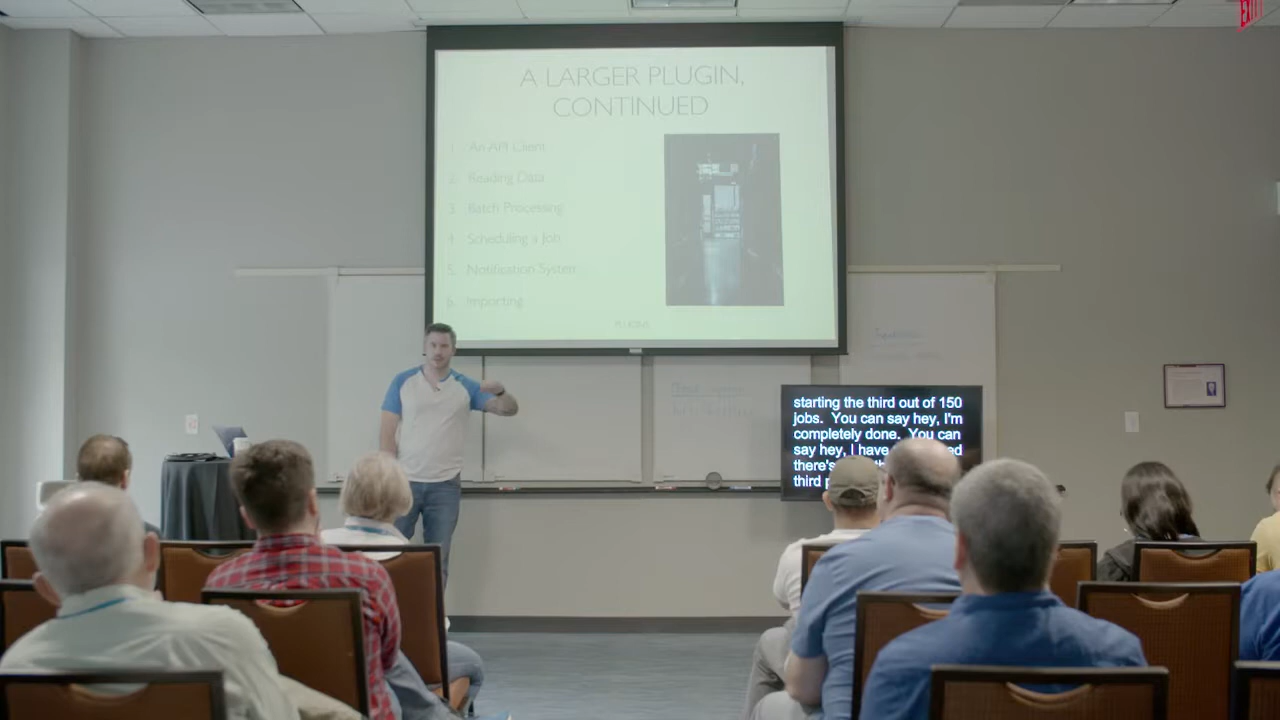 EXIT
A LARGER PLUGIN,
CONTINUED
1. An API Client
2. Reading Data
3. Batch Processing
4. Scheduling a Job
5. Notification System
6. Importing
starting the third out of 150
jobs. You can say hey, I'm
completely done. You can
say hey, I have
there's
third